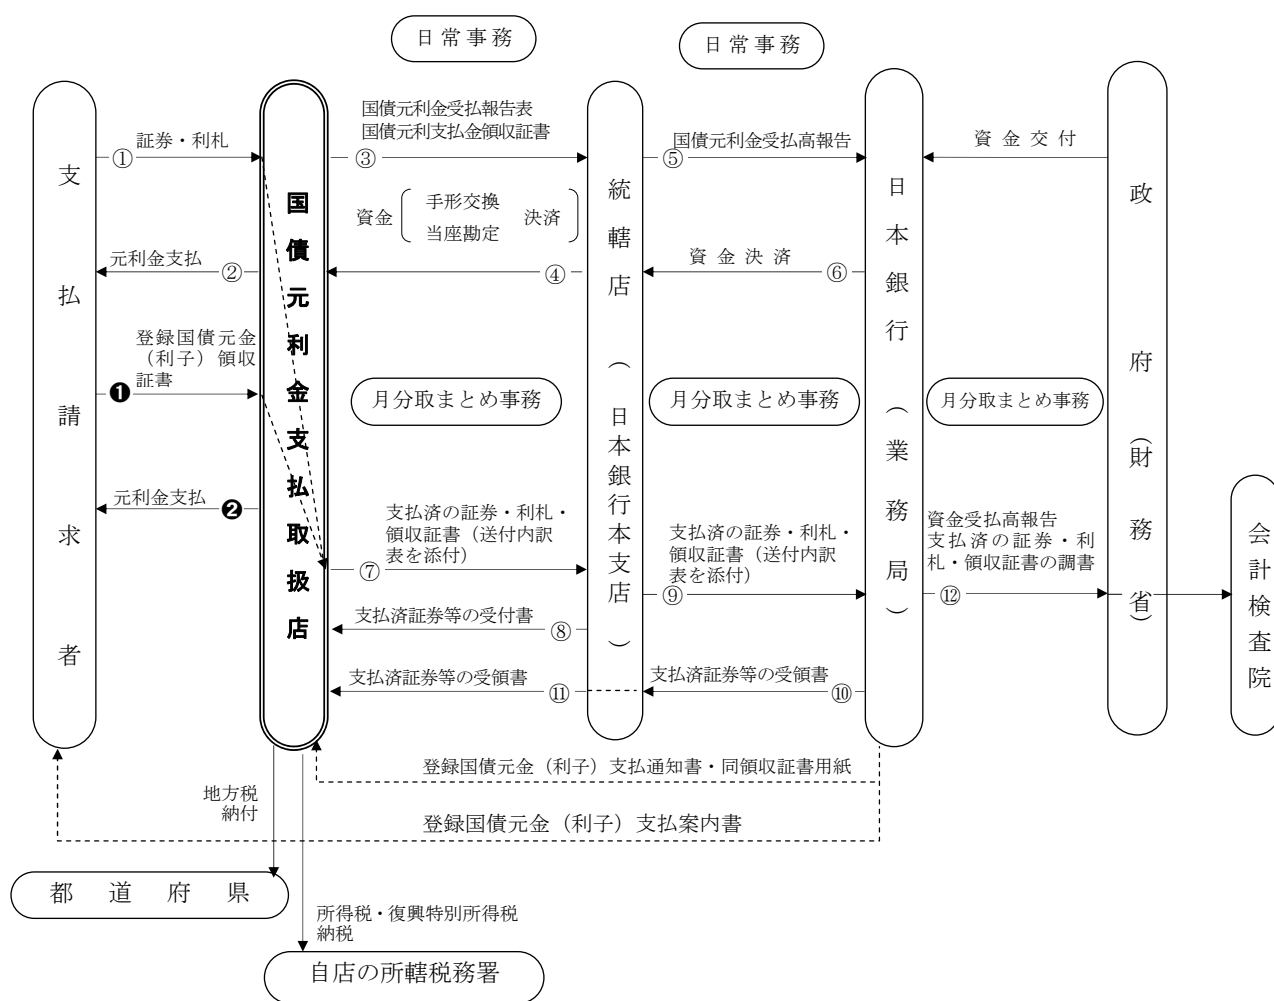 日常事務
日常事務
国債元利金受払報告表
国債元利支払金領収証書
証券・利札
①
③
国債元利金受払高報告
⑤
資金交付
資金
手形交換
当座勘定
決済
元利金支払
②
④
資金決済
⑥
登録国債元金
（利子）領収
証書
❶
月分取まとめ事務
月分取まとめ事務
月分取まとめ事務
元利金支払
❷
支払済の証券・利札・
領収証書（送付内訳
表を添付）
⑦
支払済の証券・利札・
領収証書（送付内訳
表を添付）
⑨
資金受払高報告
支払済の証券・利
札・領収証書の調書
⑫
支払済証券等の受付書
⑧
支払済証券等の受領書
⑪
支払済証券等の受領書
⑩
支払請求者
国債元利金支払取扱店
統轄店（日本銀行本支店）
日本銀行（業務局）
政府（財務省）
会計検査院
登録国債元金（利子）支払通知書・同領収証書用紙
地方税
納付
登録国債元金（利子）支払案内書
都道府県
所得税・復興特別所得税
納税
自店の所轄税務署